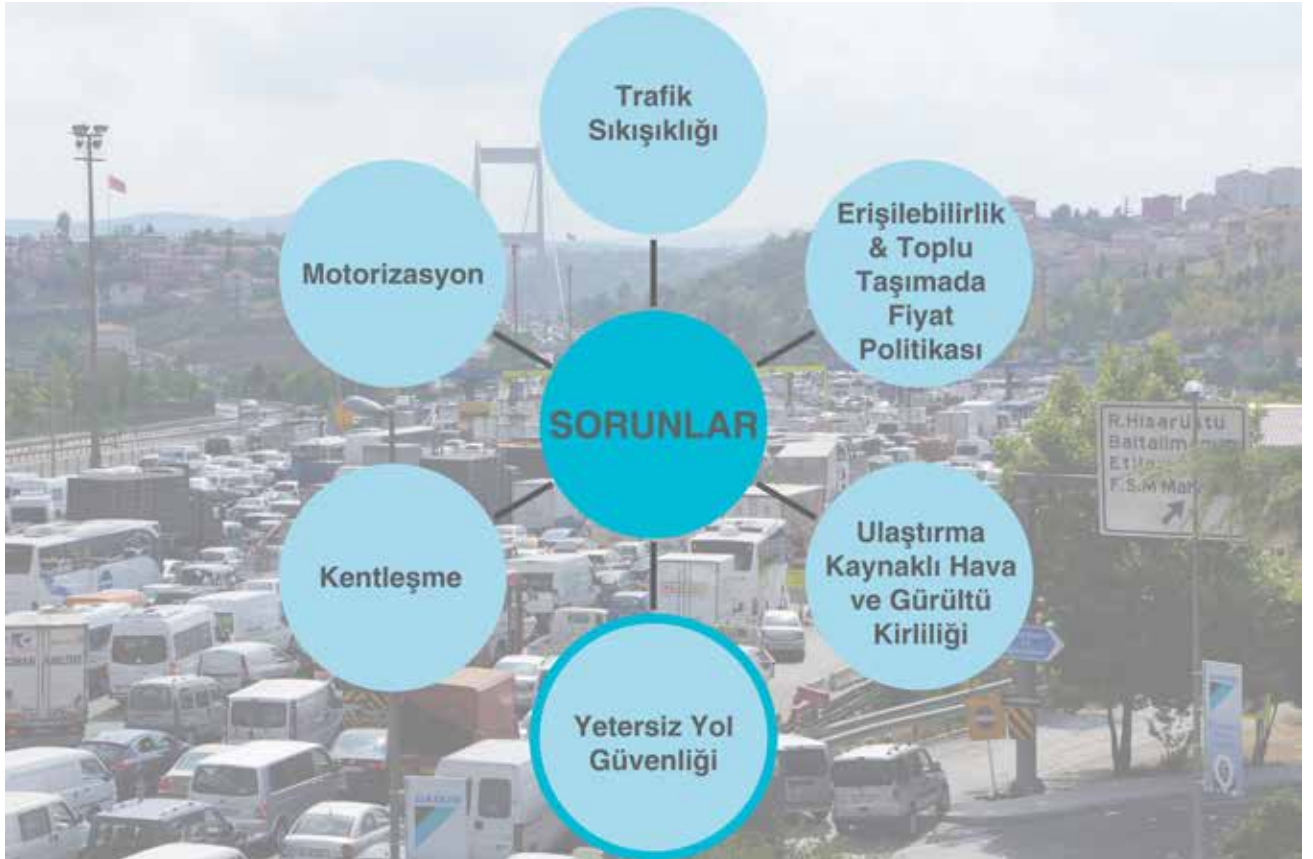 Trafik
Sıkışıklığı
Erişilebilirlik
& Toplu
Taşımada
Fiyat
Politikası
Motorizasyon
SORUNLAR
Ulaştırma
Kaynaklı Hava
ve Gürültü
Kirliliği
Kentleşme
Yetersiz Yol
Güvenliği
R.Hisarüstü
F.S.M